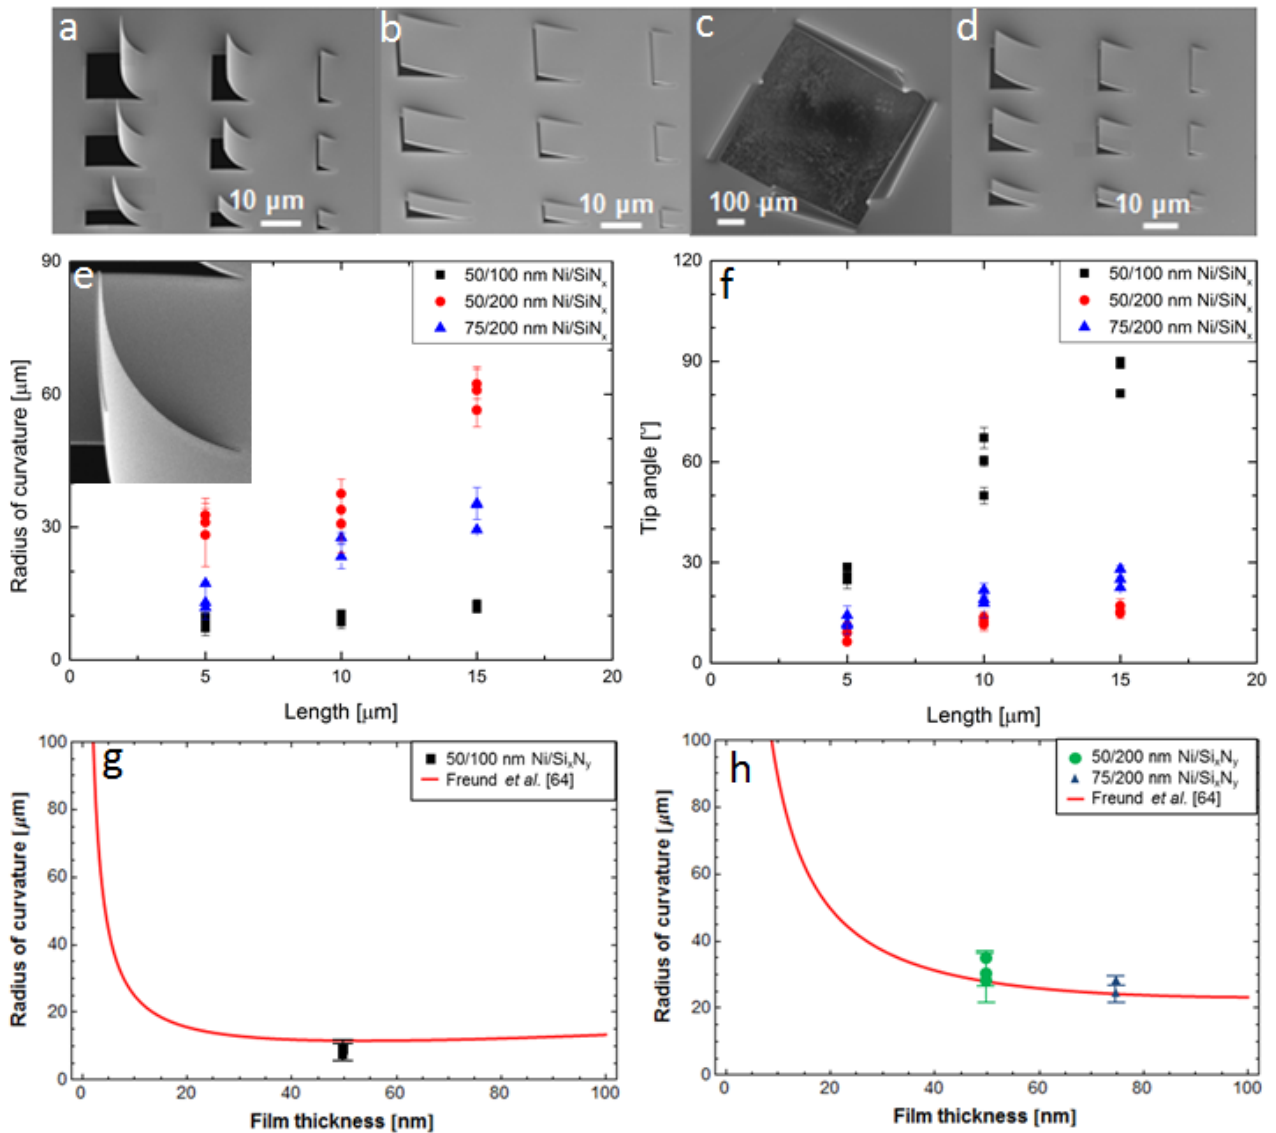 a
b
c
d
10 μm
10 μm
100 μm
10 μm
e
50/100 nm Ni/SiNₓ
50/200 nm Ni/SiNₓ
75/200 nm Ni/SiNₓ
Radius of curvature [μm]
90
60
30
0
0 5 10 15 20
Length [μm]
f
50/100 nm Ni/SiNₓ
50/200 nm Ni/SiNₓ
75/200 nm Ni/SiNₓ
Tip angle [°]
120
90
60
30
0
0 5 10 15 20
Length [μm]
g
50/100 nm Ni/SiₓNᵧ
Freund et al. [64]
Radius of curvature [μm]
100
80
60
40
20
0
0 20 40 60 80 100
Film thickness [nm]
h
50/200 nm Ni/SiₓNᵧ
75/200 nm Ni/SiₓNᵧ
Freund et al. [64]
Radius of curvature [μm]
100
80
60
40
20
0
0 20 40 60 80 100
Film thickness [nm]